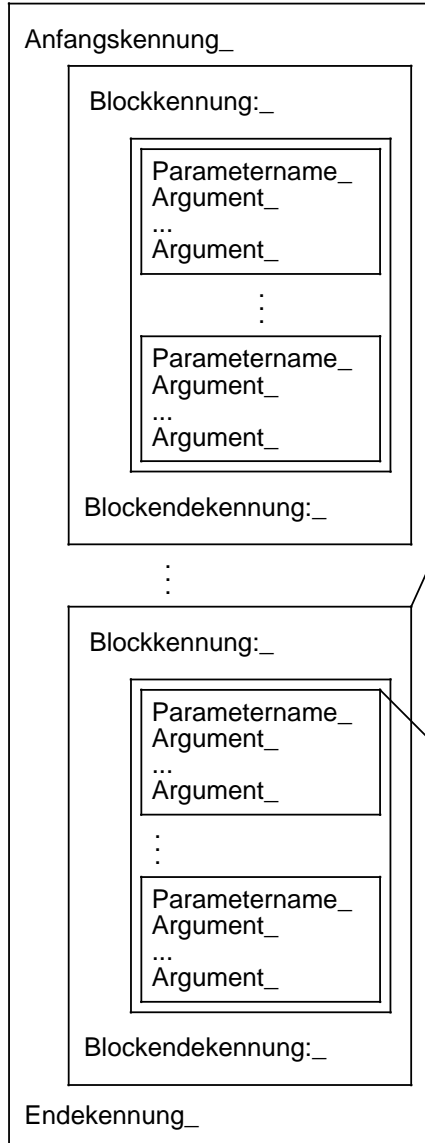 Anfangskennung_
Blockkennung:_
Parametername_
Argument_
...
Argument_
Parametername_
Argument_
...
Argument_
Blockendekennung:_
Blockkennung:_
Parametername_
Argument_
...
Argument_
Parametername_
Argument_
...
Argument_
Blockendekennung:_
Endekennung_